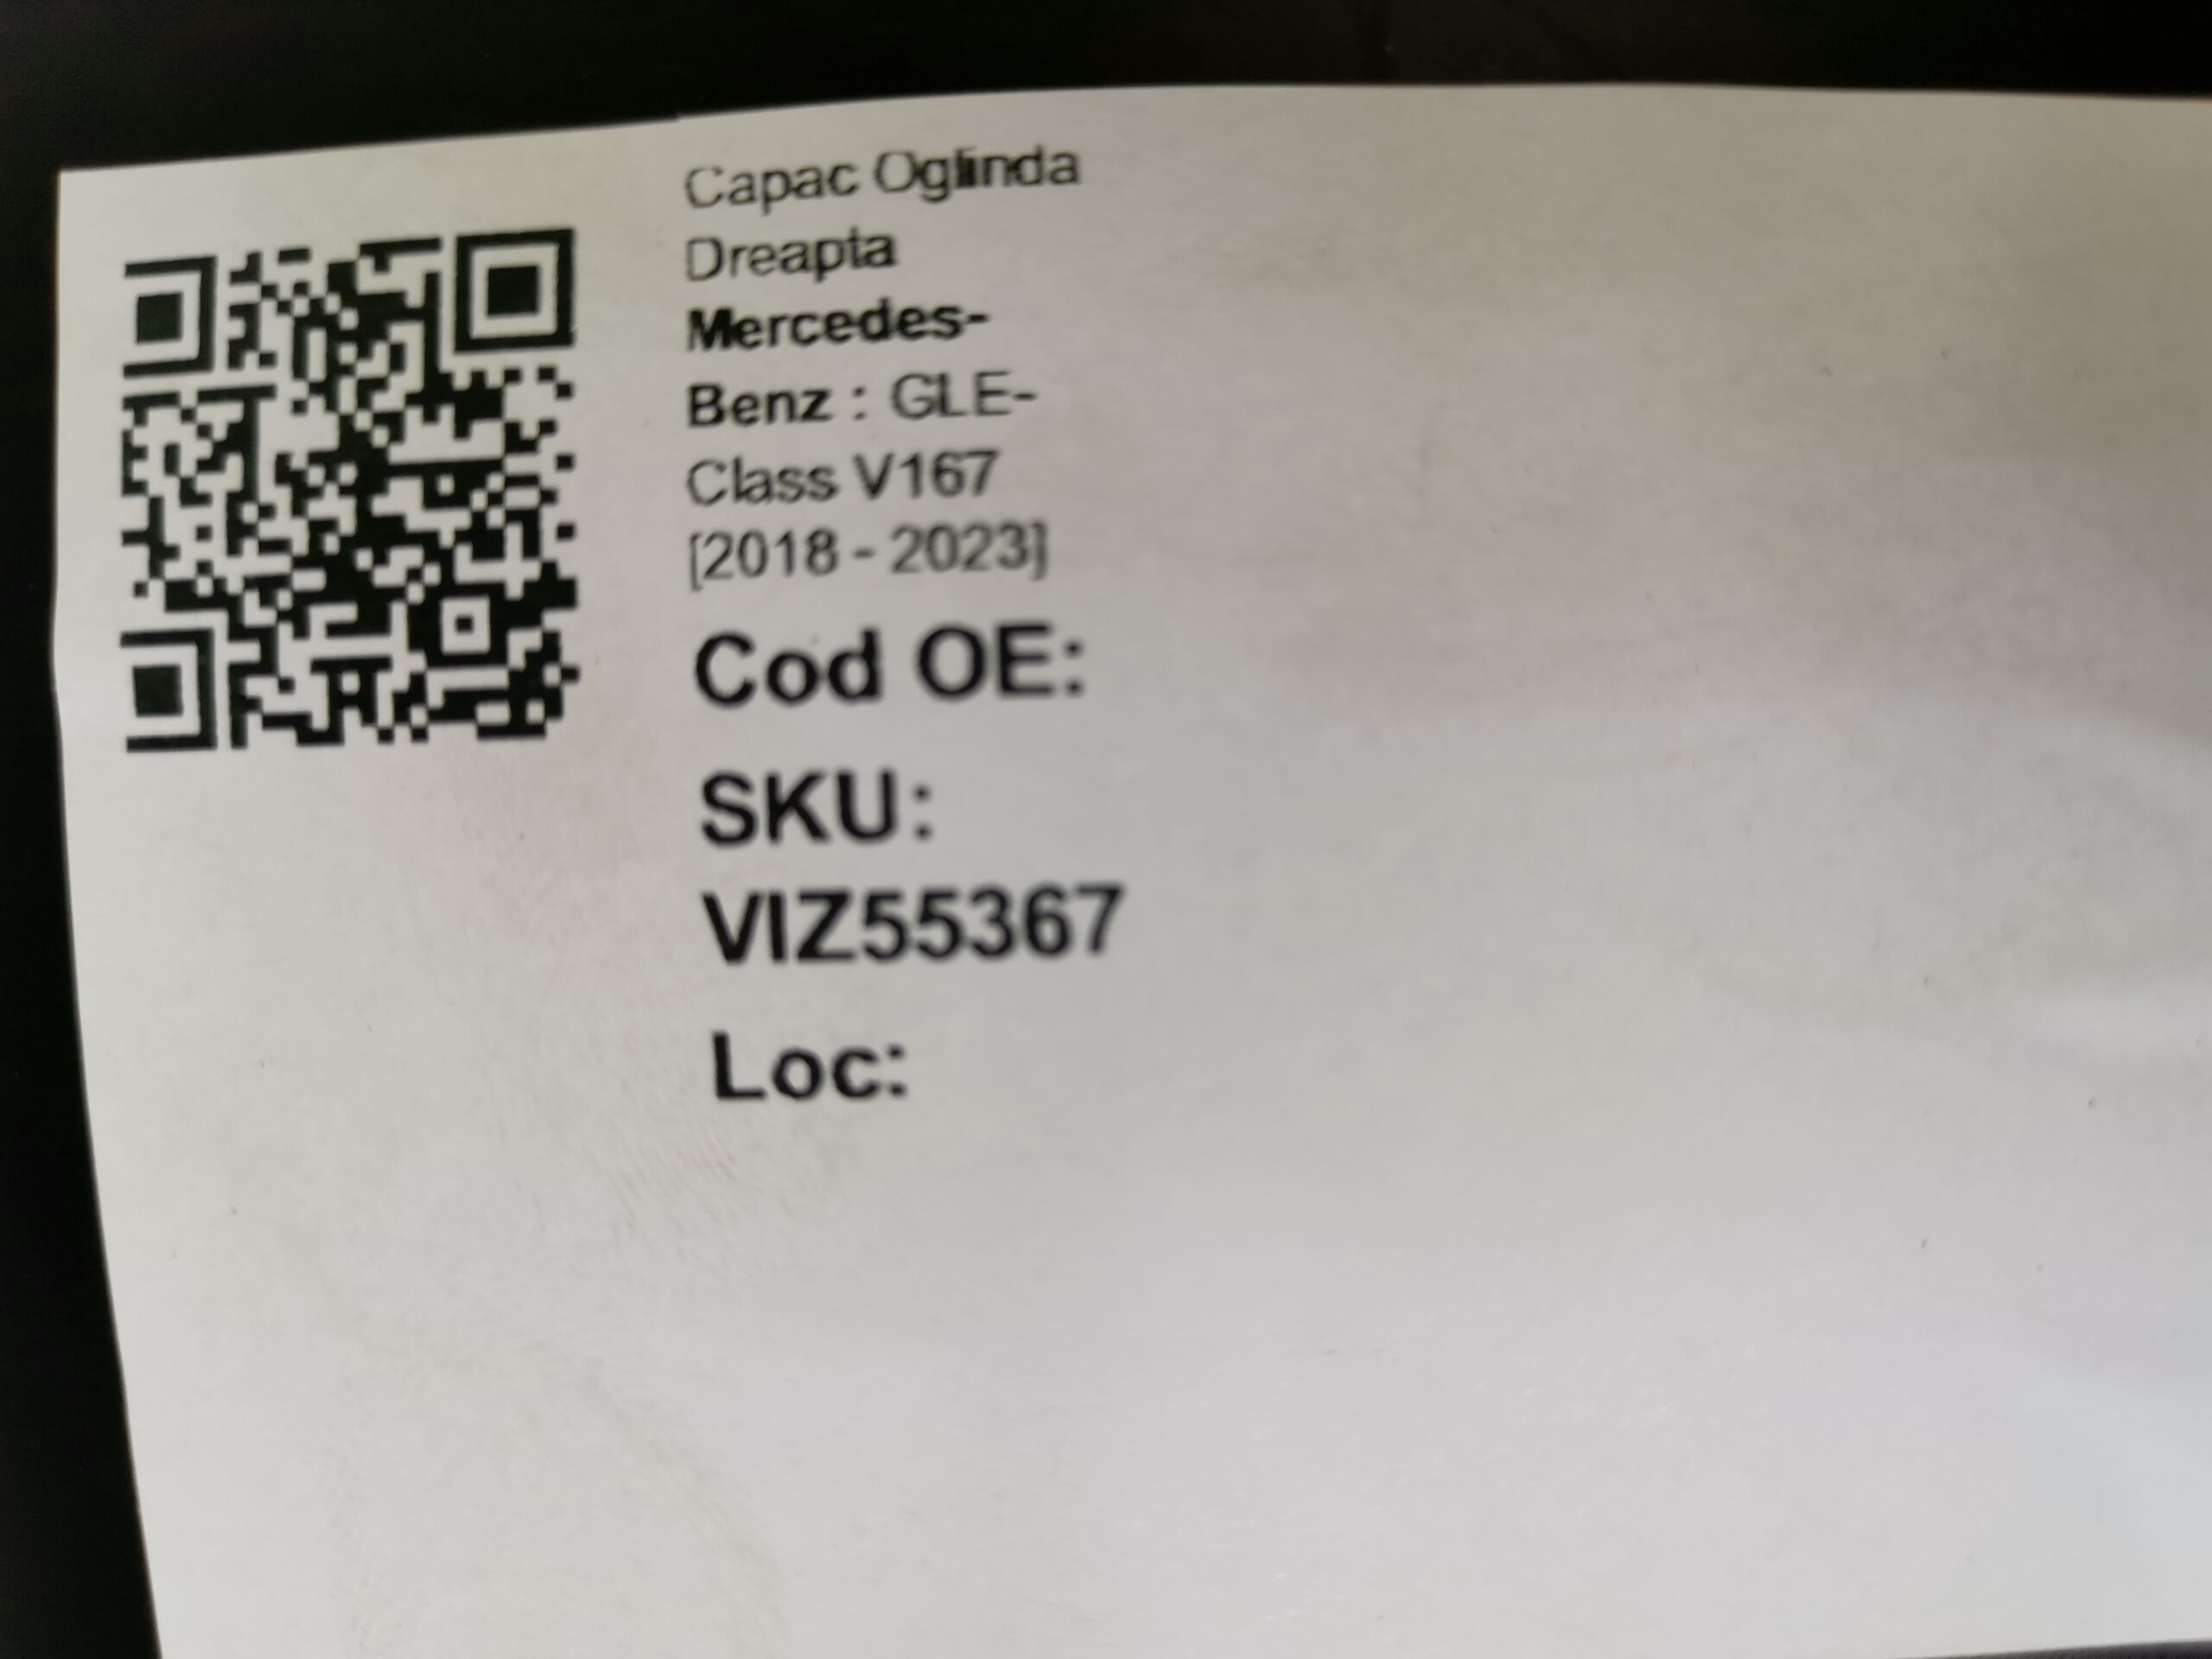 Capac Oglinda
Dreapta
Mercedes-
Benz : GLE-
Class V167
[2018 - 2023]
Cod OE:
SKU:
VIZ55367
Loc: